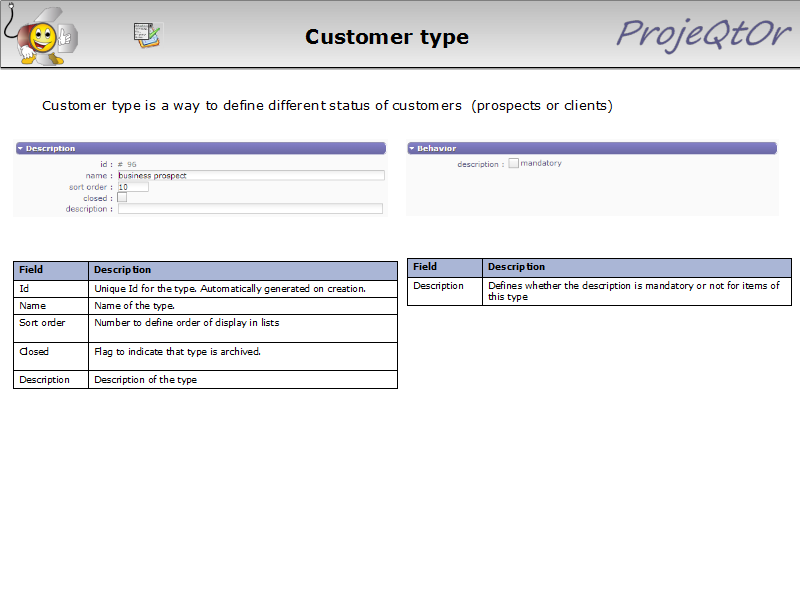 Customer type
ProjeQtOr
Customer type is a way to define different status of customers (prospects or clients)
Description
id : # 96
name : business prospect
sort order : 10
closed :
description :
Behavior
description : mandatory
Field Description
Id Unique Id for the type. Automatically generated on creation.
Name Name of the type.
Sort order Number to define order of display in lists
Closed Flag to indicate that type is archived.
Description Description of the type
Field Description
Description Defines whether the description is mandatory or not for items of
this type